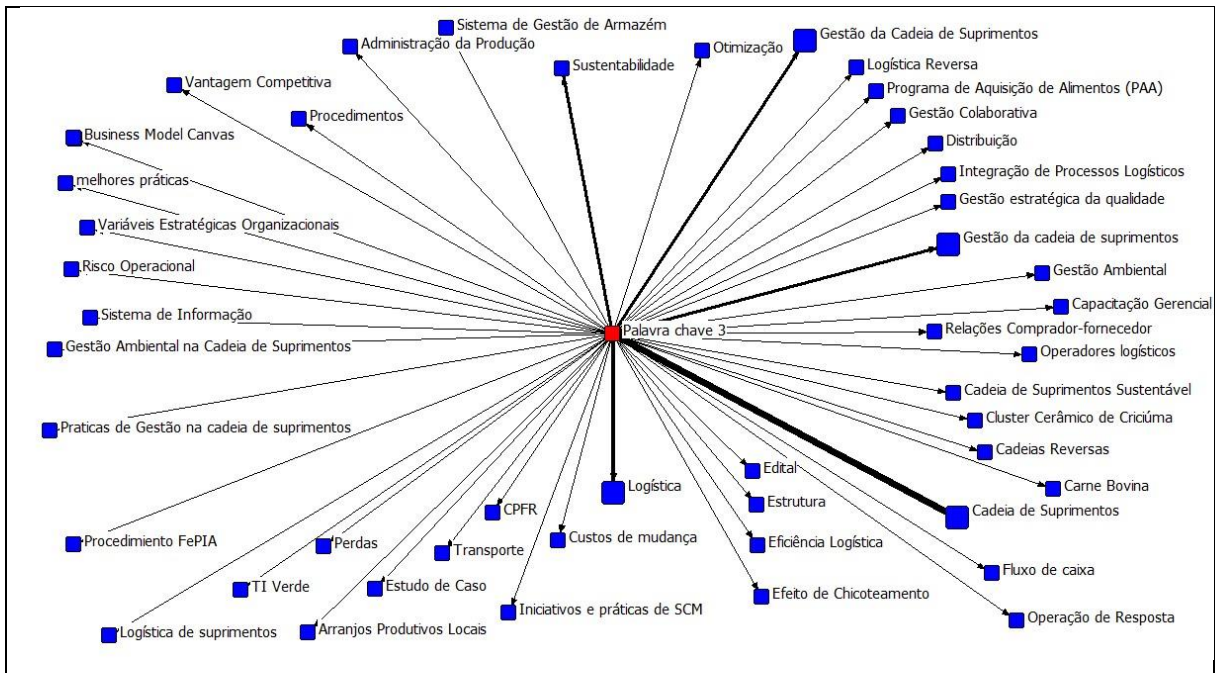 Sistema de Gestão de Armazém
Gestão da Cadeia de Suprimentos
Administração da Produção
Otimização
Sustentabilidade
Logística Reversa
Vantagem Competitiva
Programa de Aquisição de Alimentos (PAA)
Procedimentos
Gestão Colaborativa
Business Model Canvas
Distribuição
Integração de Processos Logísticos
melhores práticas
Gestão estratégica da qualidade
Variáveis Estratégicas Organizacionais
Gestão da cadeia de suprimentos
Risco Operacional
Gestão Ambiental
Capacitação Gerencial
Sistema de Informação
Palavra chave 3
Relações Comprador-fornecedor
Gestão Ambiental na Cadeia de Suprimentos
Operadores logísticos
Cadeia de Suprimentos Sustentável
Cluster Cerâmico de Criciúma
Praticas de Gestão na cadeia de suprimentos
Cadeias Reversas
Edital
Logística
Carne Bovina
Estrutura
CPFR
Cadeia de Suprimentos
Custos de mudança
Procedimento FePIA
Perdas
Eficiência Logística
Transporte
Fluxo de caixa
TI Verde
Estudo de Caso
Efeito de Chicoteamento
Iniciativos e práticas de SCM
Operação de Resposta
Logística de suprimentos
Arranjos Produtivos Locais